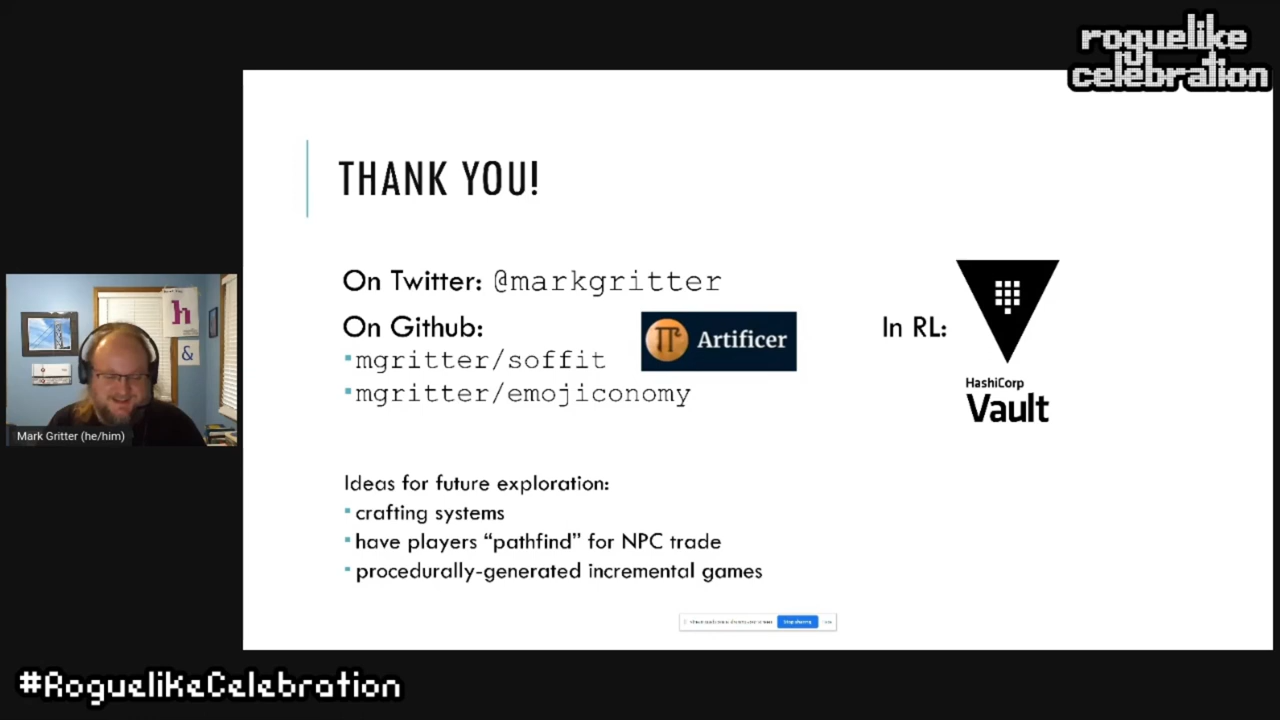 roguelike
celebration
THANK YOU!
On Twitter: @markgritter
On Github:
mgritter/soffit
mgritter/emojiconomy
Artificer
In RL:
HashiCorp
Vault
Ideas for future exploration:
crafting systems
have players “pathfind” for NPC trade
procedurally-generated incremental games
Stop sharing
h
&
Mark Gritter (he/him)
#RoguelikeCelebration